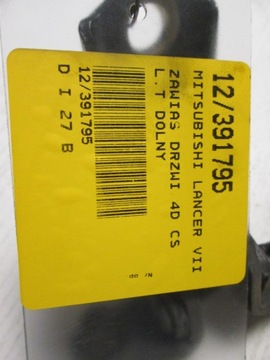 12/391795
MITSUBISHI LANCER VII
ZAWIAS DRZWI 4D CS
L.T DOLNY
12/391795
D I 27 B